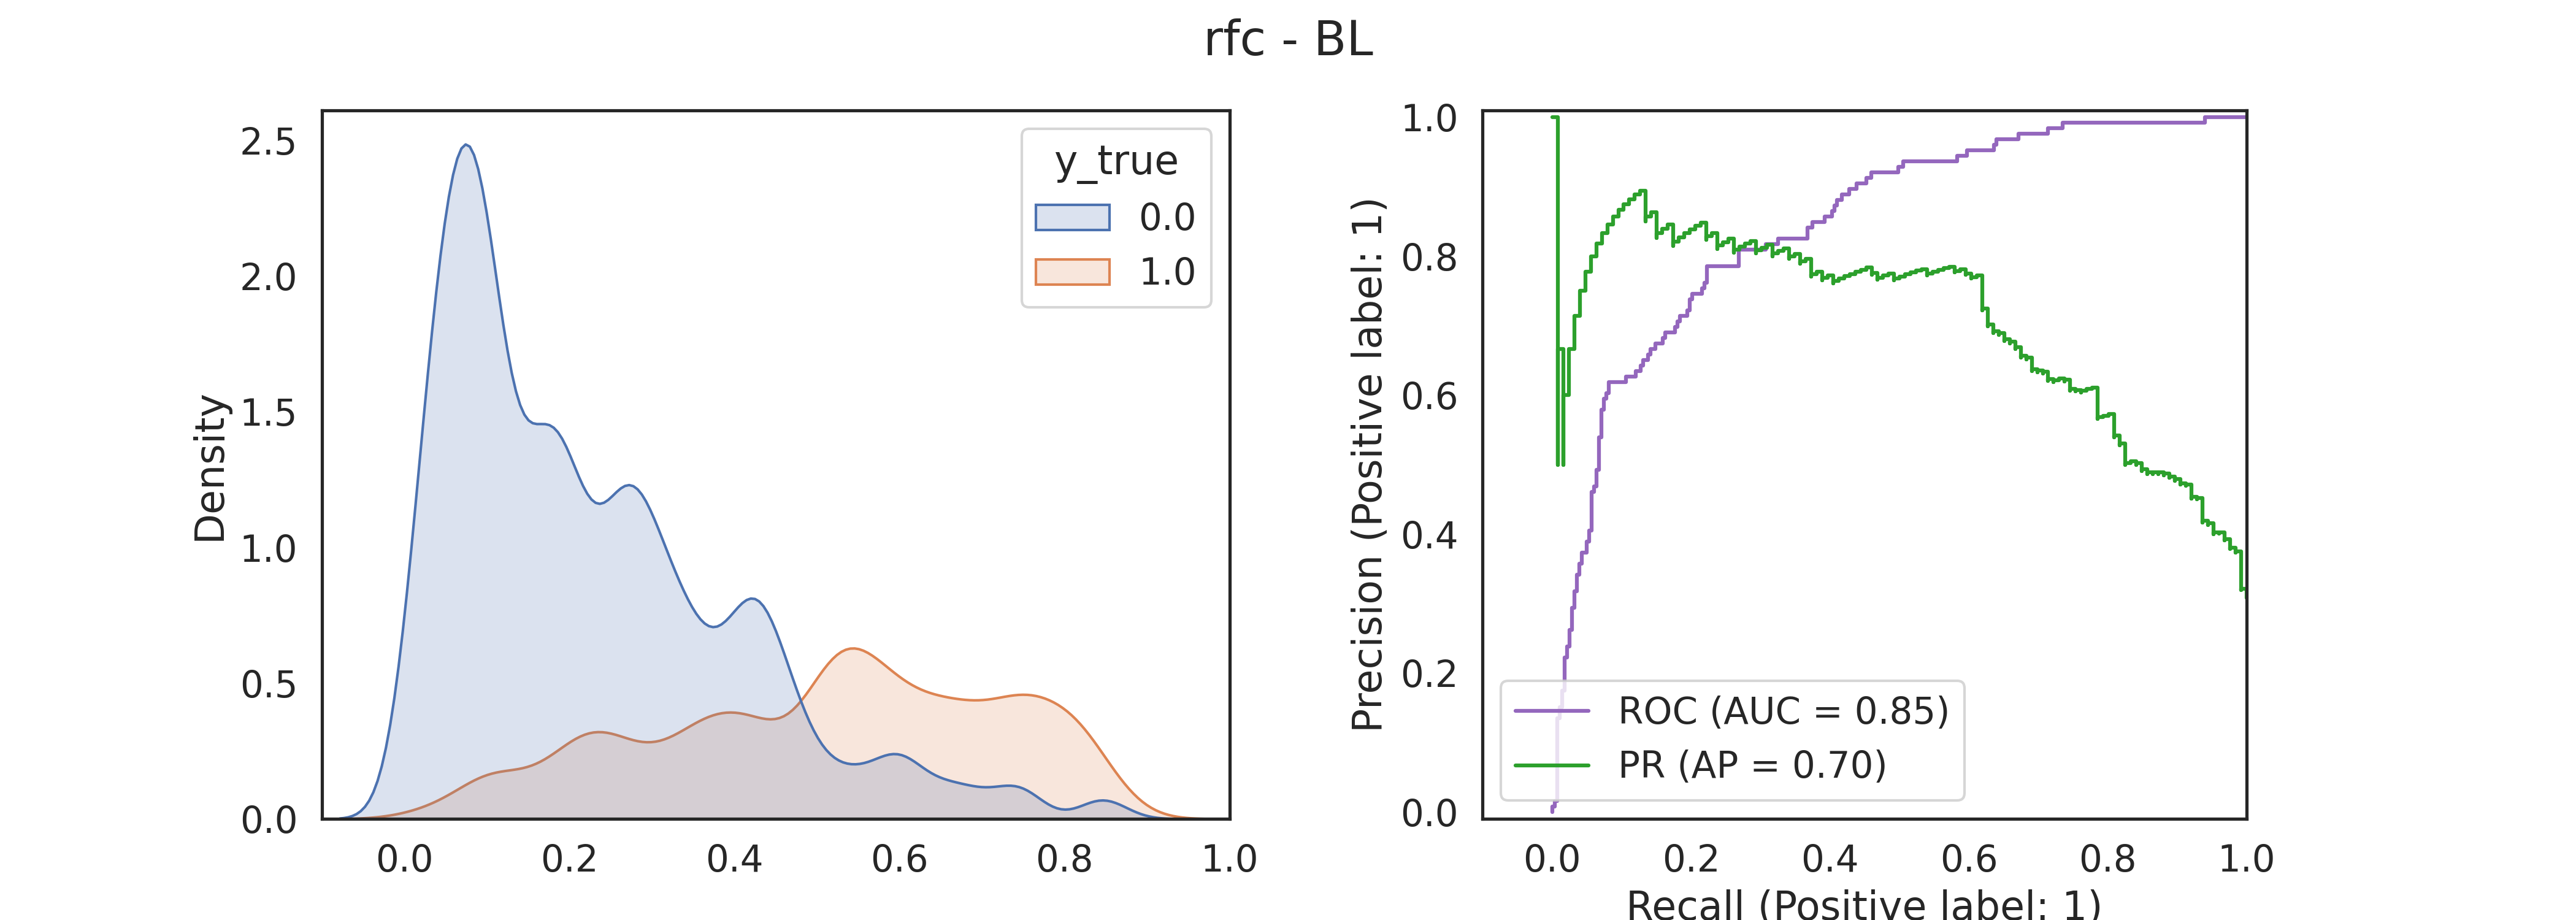 rfc - BL
2.5
2.0
1.5
1.0
0.5
0.0
Density
0.0 0.2 0.4 0.6 0.8 1.0
y_true
0.0
1.0
1.0
0.8
0.6
0.4
0.2
0.0
Precision (Positive label: 1)
ROC (AUC = 0.85)
PR (AP = 0.70)
0.0 0.2 0.4 0.6 0.8 1.0
Recall (Positive label: 1)